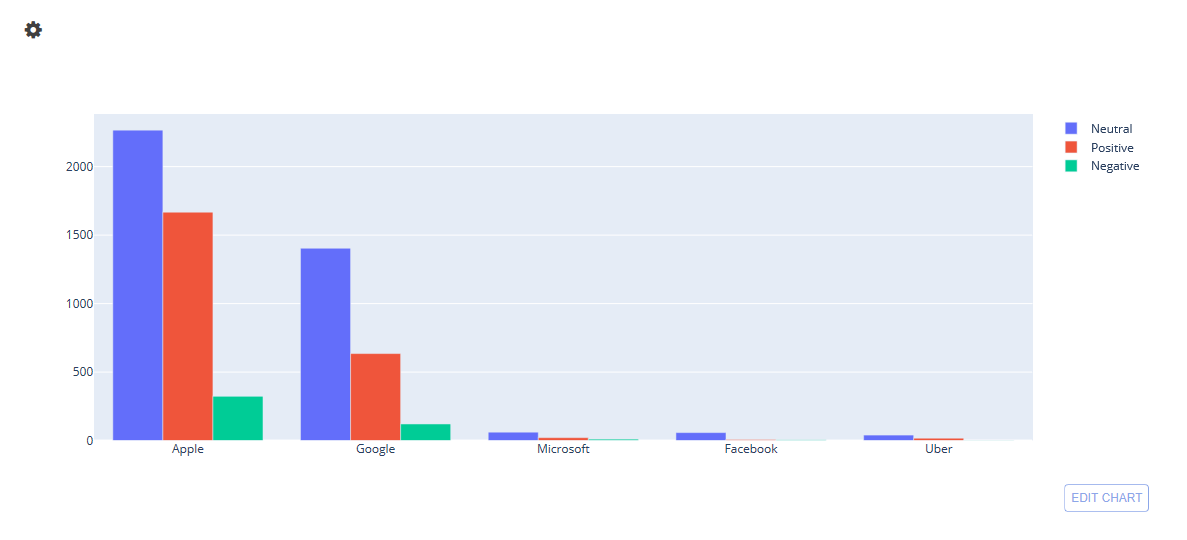 Neutral
Positive
Negative
2000
1500
1000
500
0
Apple Google Microsoft Facebook Uber
EDIT CHART